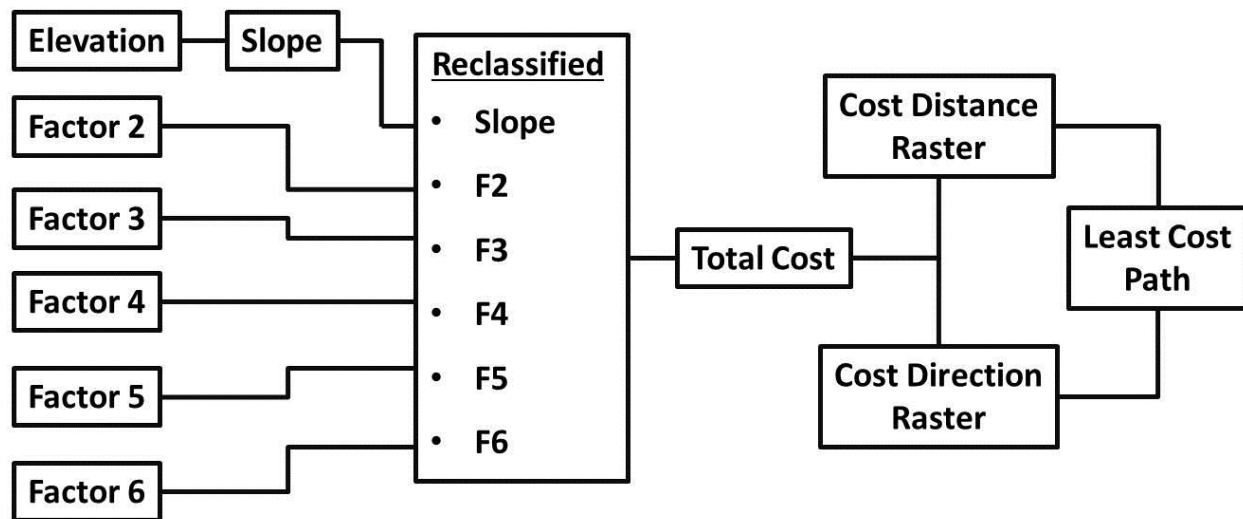 Elevation
Slope
Factor 2
Factor 3
Factor 4
Factor 5
Factor 6
Reclassified
• Slope
• F2
• F3
• F4
• F5
• F6
Total Cost
Cost Distance
Raster
Cost Direction
Raster
Least Cost
Path